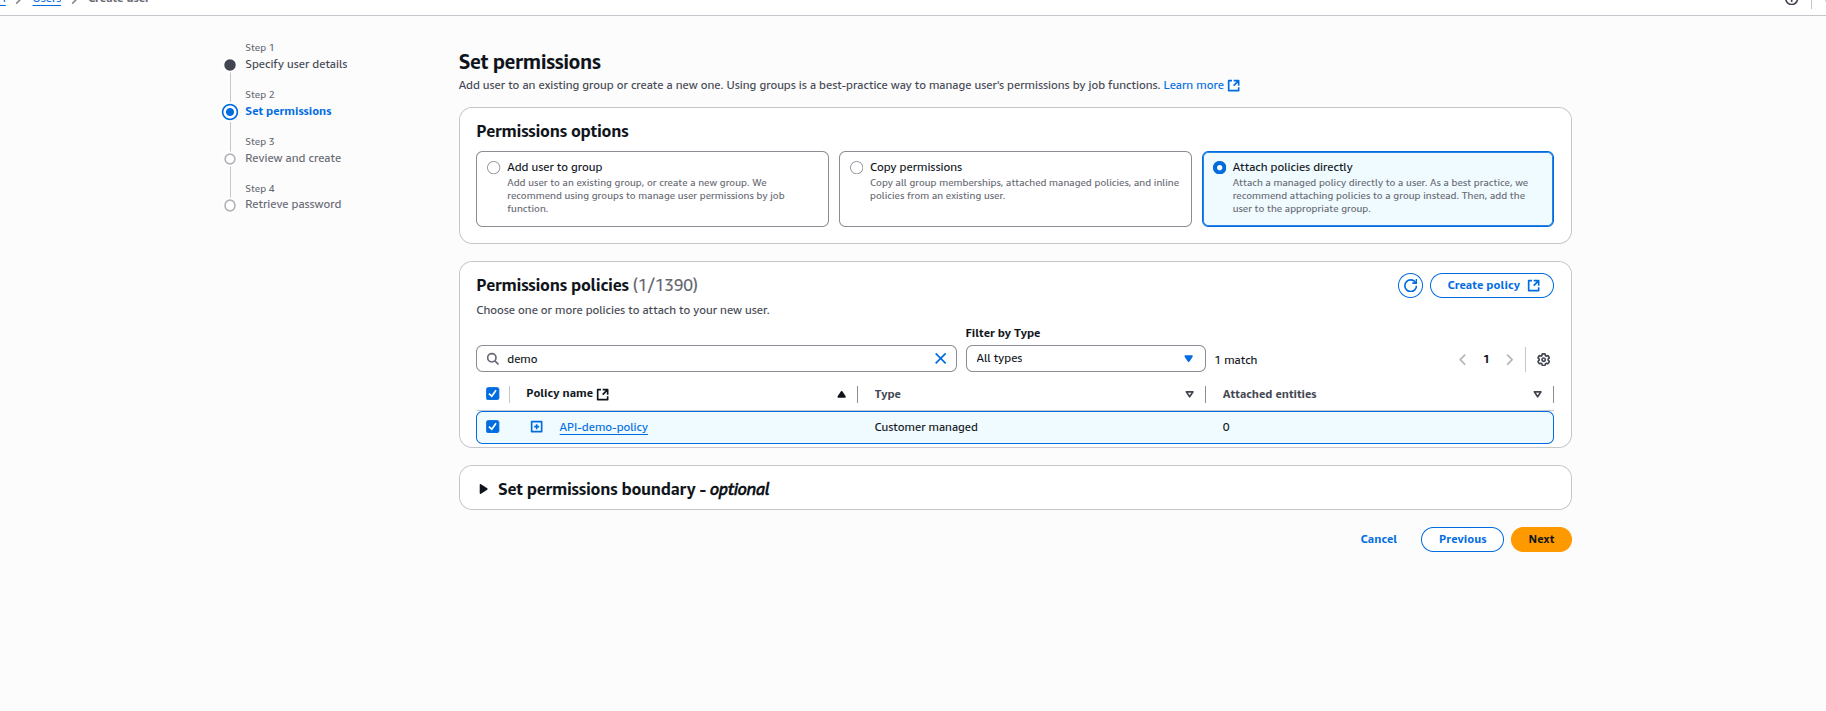 Users
Create user
Step 1
Specify user details
Step 2
Set permissions
Step 3
Review and create
Step 4
Retrieve password
Set permissions
Add user to an existing group or create a new one. Using groups is a best-practice way to manage user's permissions by job functions. Learn more
Permissions options
Add user to group
Add user to an existing group, or create a new group. We
recommend using groups to manage user permissions by job
function.
Copy permissions
Copy all group memberships, attached managed policies, and inline
policies from an existing user.
Attach policies directly
Attach a managed policy directly to a user. As a best practice, we
recommend attaching policies to a group instead. Then, add the
user to the appropriate group.
Permissions policies (1/1390)
Create policy
Choose one or more policies to attach to your new user.
Filter by Type
demo
All types
1 match
1
Policy name
Type
Attached entities
API-demo-policy
Customer managed
0
Set permissions boundary - optional
Cancel
Previous
Next